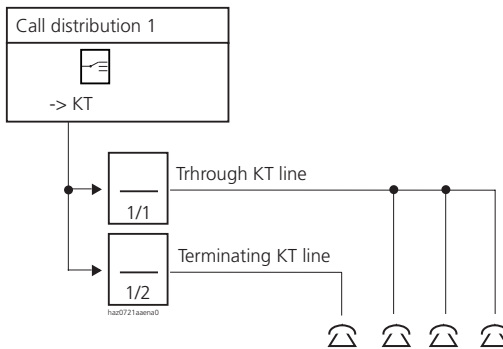 Call distribution 1
-> KT
Trhrough KT line
1/1
Terminating KT line
1/2
haz0721aaena0